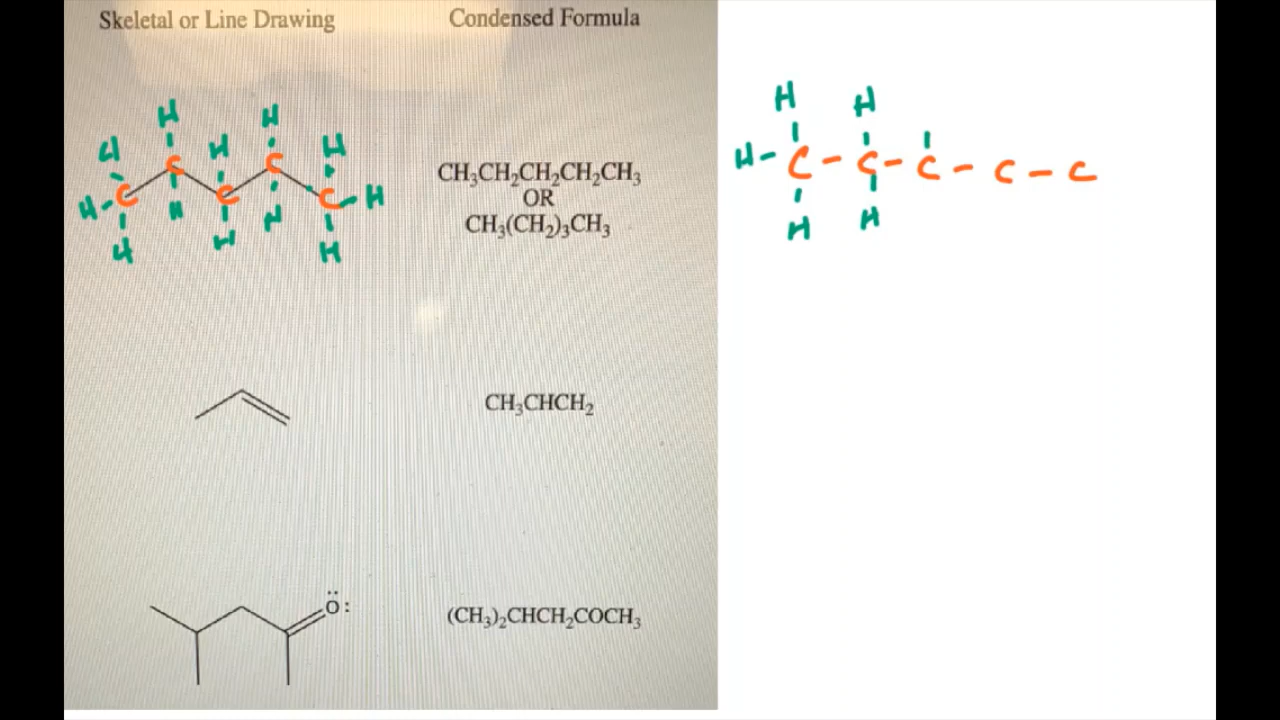 Skeletal or Line Drawing
Condensed Formula
H H H H H
C C C C C
H H
H H H H H
CH₃CH₂CH₂CH₂CH₃
OR
CH₃(CH₂)₃CH₃
H H
H-C-C-C-C-C
H H
CH₃CHCH₂
Ö:
(CH₃)₂CHCH₂COCH₃